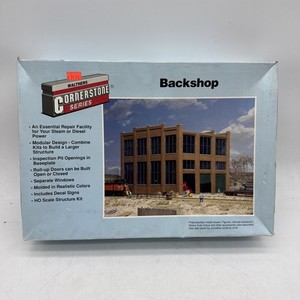 WALTHERS
CORNERSTONE
SERIES
Backshop
• An Essential Repair Facility
for Your Steam or Diesel
Power
• Modular Design - Combine
Kits to Build a Larger
Structure
• Inspection Pit Openings in
Baseplate
• Roll-up Doors can be Built
Open or Closed
• Separate Windows
• Molded in Realistic Colors
• Includes Decal Signs
• HO Scale Structure Kit